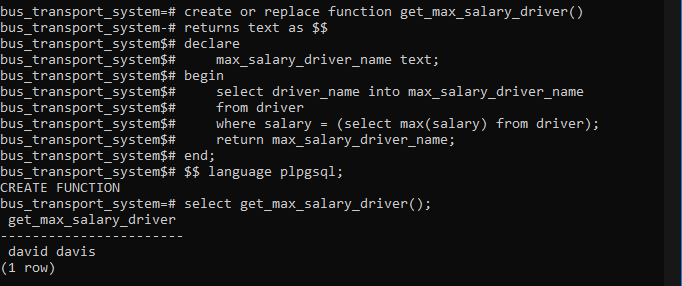 bus_transport_system=# create or replace function get_max_salary_driver()
bus_transport_system-# returns text as $$
bus_transport_system$# declare
bus_transport_system$#     max_salary_driver_name text;
bus_transport_system$# begin
bus_transport_system$#     select driver_name into max_salary_driver_name
bus_transport_system$#     from driver
bus_transport_system$#     where salary = (select max(salary) from driver);
bus_transport_system$#     return max_salary_driver_name;
bus_transport_system$# end;
bus_transport_system$# $$ language plpgsql;
CREATE FUNCTION
bus_transport_system=# select get_max_salary_driver();
 get_max_salary_driver
-----------------------
 david davis
(1 row)